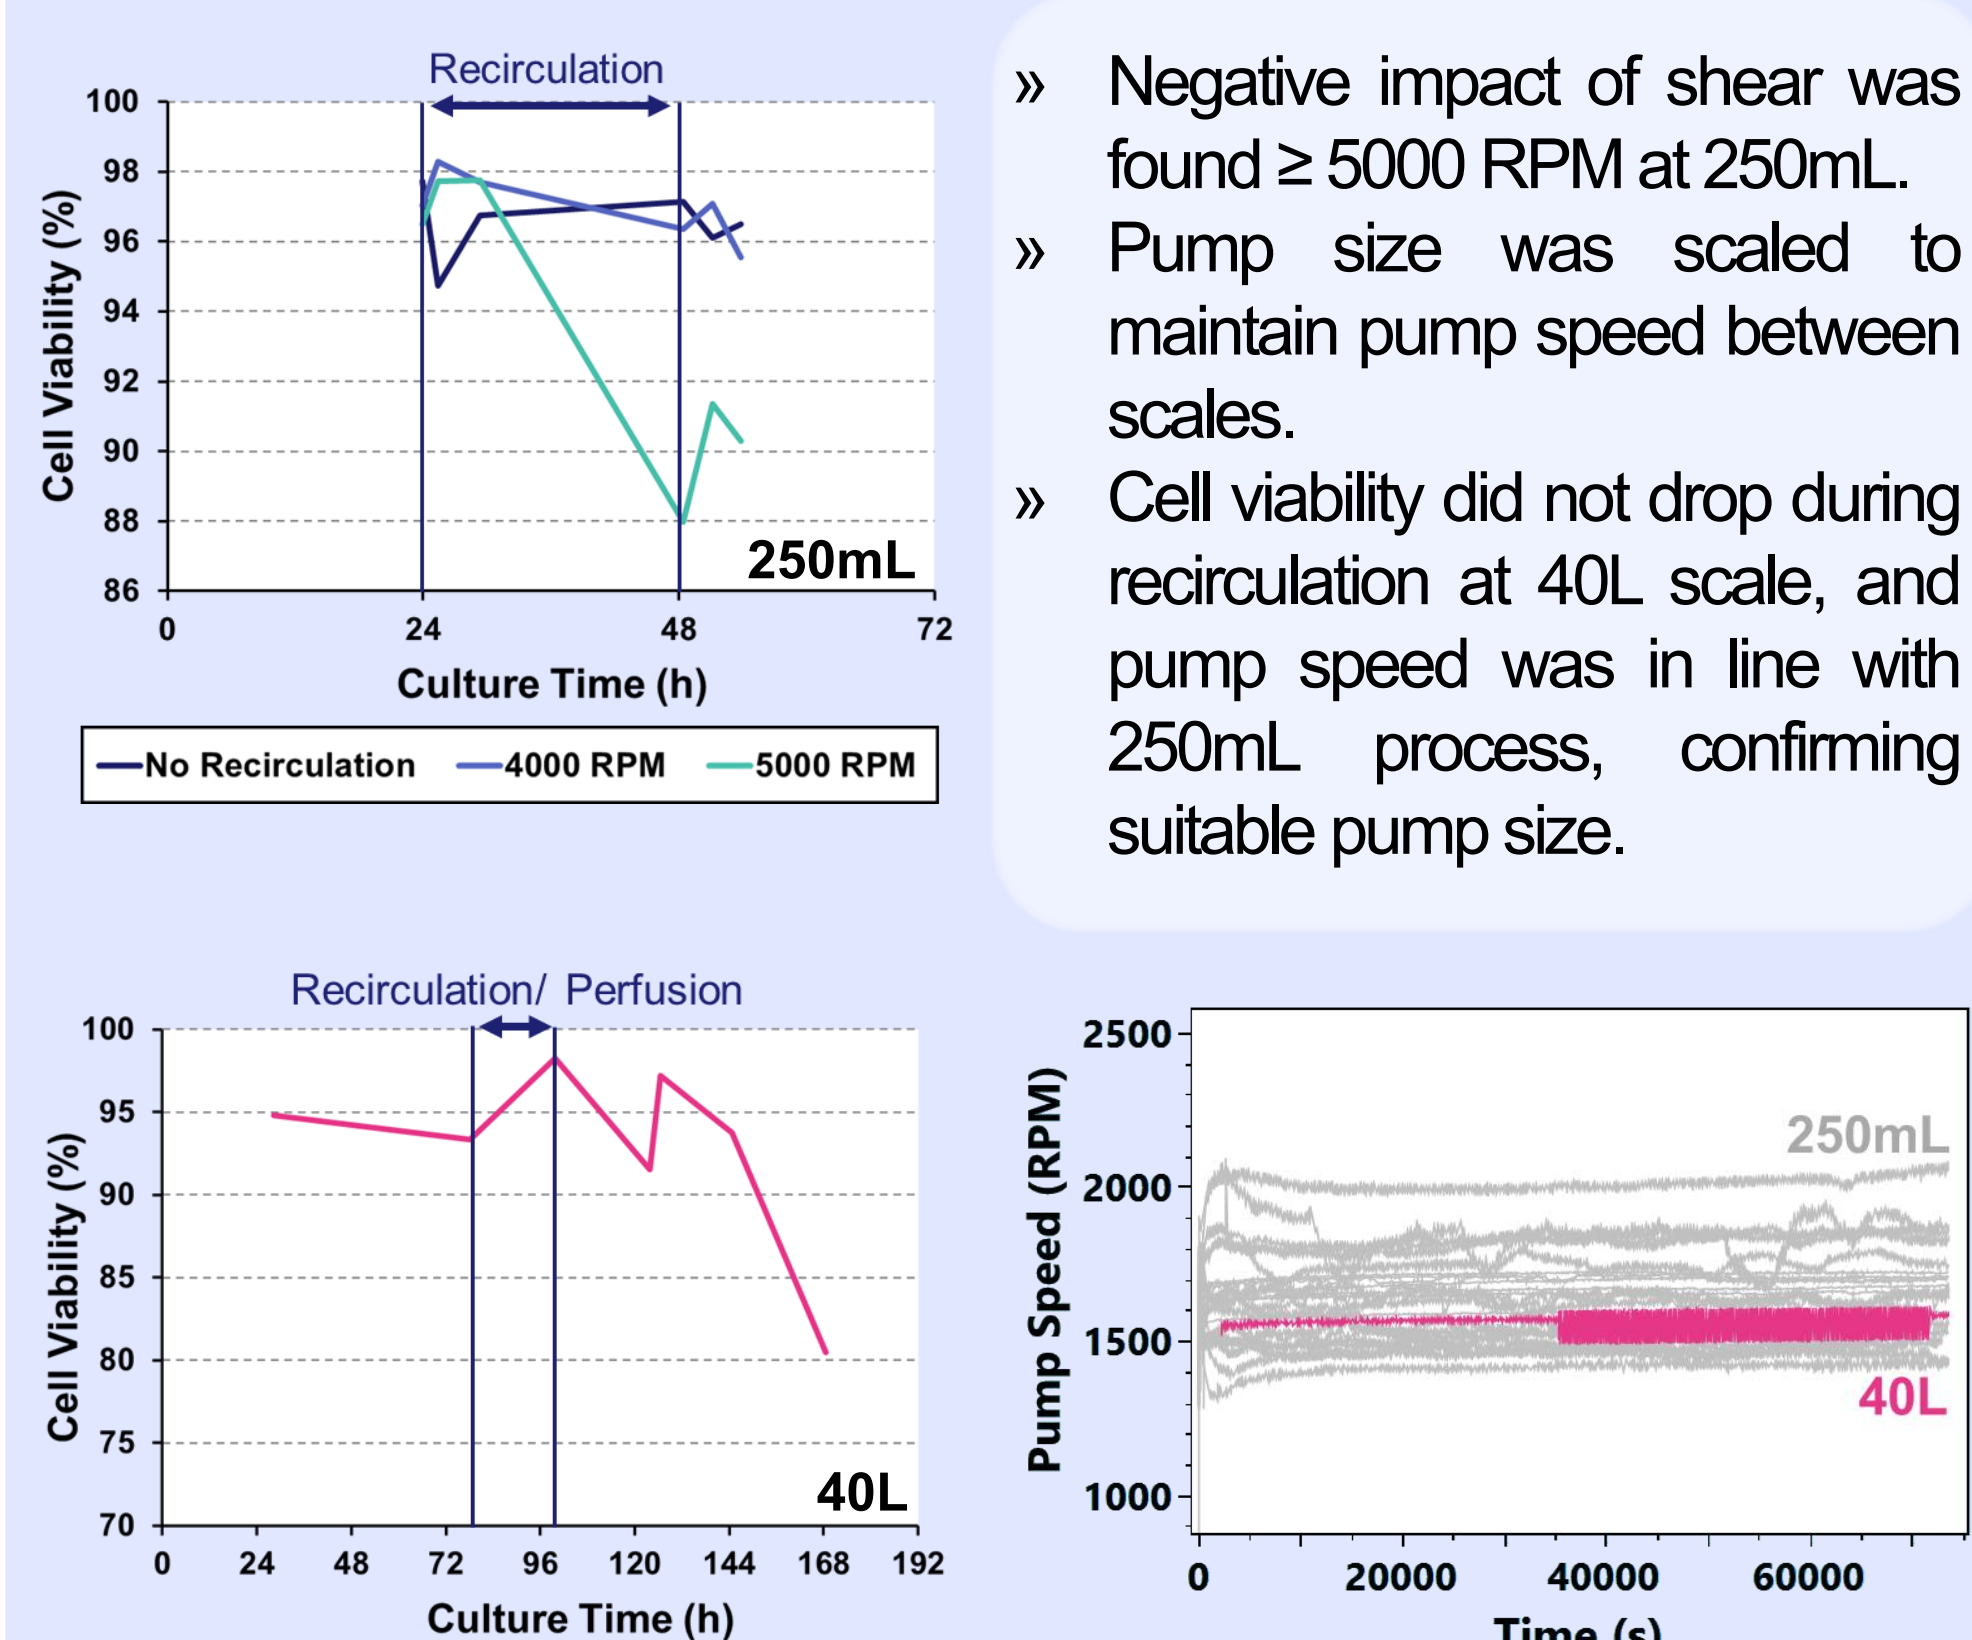 Recirculation
100
98
96
94
92
90
88
86
Cell Viability (%)
250mL
0 24 48 72
Culture Time (h)
No Recirculation 4000 RPM 5000 RPM
» Negative impact of shear was
found ≥ 5000 RPM at 250mL.
» Pump size was scaled to
maintain pump speed between
scales.
» Cell viability did not drop during
recirculation at 40L scale, and
pump speed was in line with
250mL process, confirming
suitable pump size.
Recirculation/ Perfusion
100
95
90
85
80
75
70
Cell Viability (%)
40L
0 24 48 72 96 120 144 168 192
Culture Time (h)
2500
2000
1500
1000
Pump Speed (RPM)
250mL
40L
0 20000 40000 60000
Time (s)